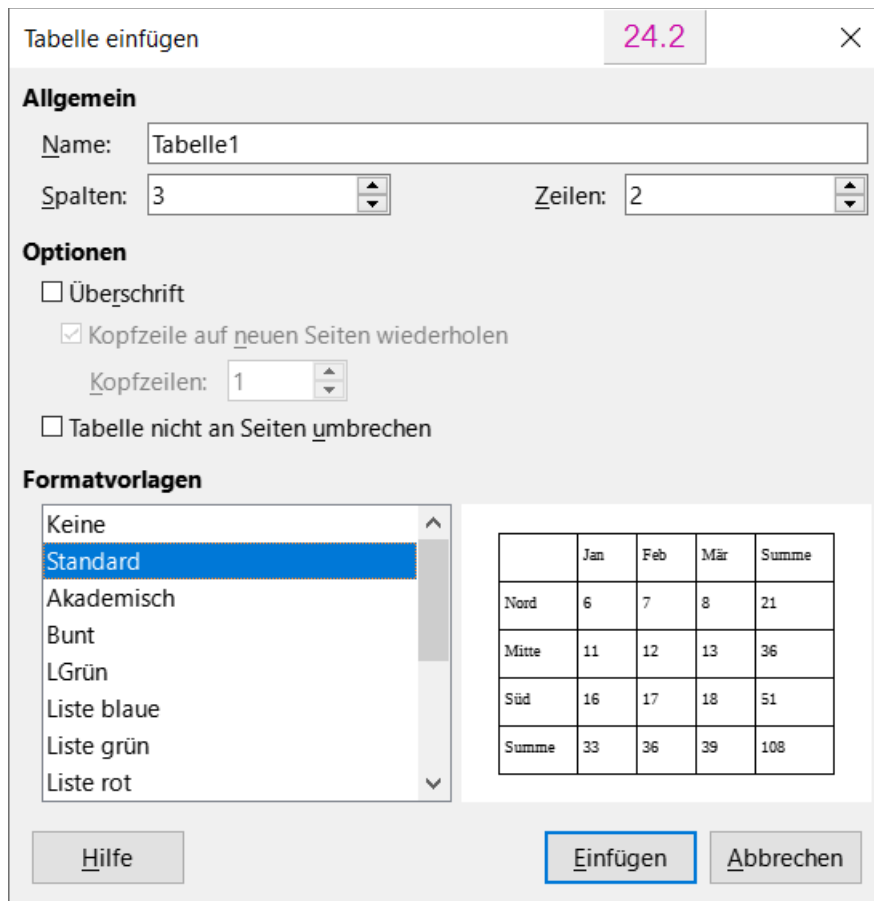 Tabelle einfügen 24.2
Allgemein
Name: Tabelle1
Spalten: 3 Zeilen: 2
Optionen
Überschrift
Kopfzeile auf neuen Seiten wiederholen
Kopfzeilen: 1
Tabelle nicht an Seiten umbrechen
Formatvorlagen
Keine
Standard
Akademisch
Bunt
LGrün
Liste blaue
Liste grün
Liste rot
Jan Feb Mär Summe
Nord 6 7 8 21
Mitte 11 12 13 36
Süd 16 17 18 51
Summe 33 36 39 108
Hilfe Einfügen Abbrechen